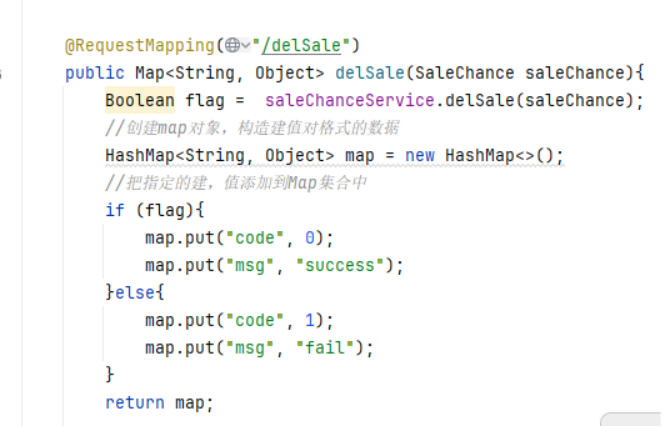 @RequestMapping("/delSale")
public Map<String, Object> delSale(SaleChance saleChance){
Boolean flag =  saleChanceService.delSale(saleChance);
//创建map对象，构造建值对格式的数据
HashMap<String, Object> map = new HashMap<>();
//把指定的建，值添加到Map集合中
if (flag){
map.put("code", 0);
map.put("msg", "success");
}else{
map.put("code", 1);
map.put("msg", "fail");
}
return map;